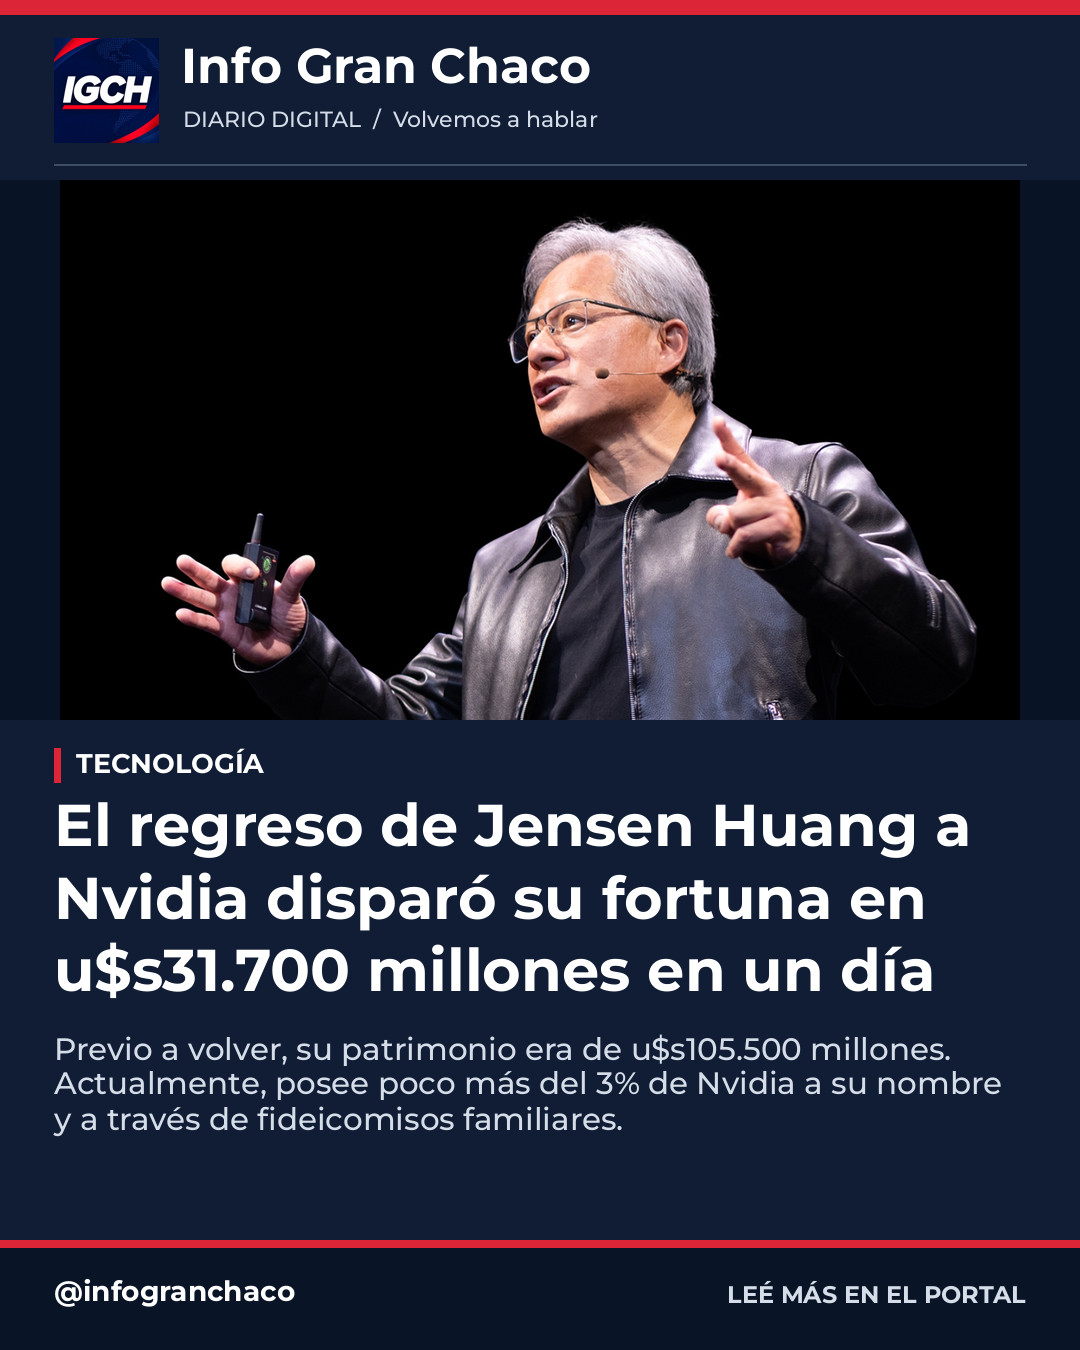 IGCH
Info Gran Chaco
DIARIO DIGITAL / Volvemos a hablar
TECNOLOGÍA
El regreso de Jensen Huang a
Nvidia disparó su fortuna en
u$s31.700 millones en un día
Previo a volver, su patrimonio era de u$s105.500 millones.
Actualmente, posee poco más del 3% de Nvidia a su nombre
y a través de fideicomisos familiares.
@infogranchaco
LEÉ MÁS EN EL PORTAL